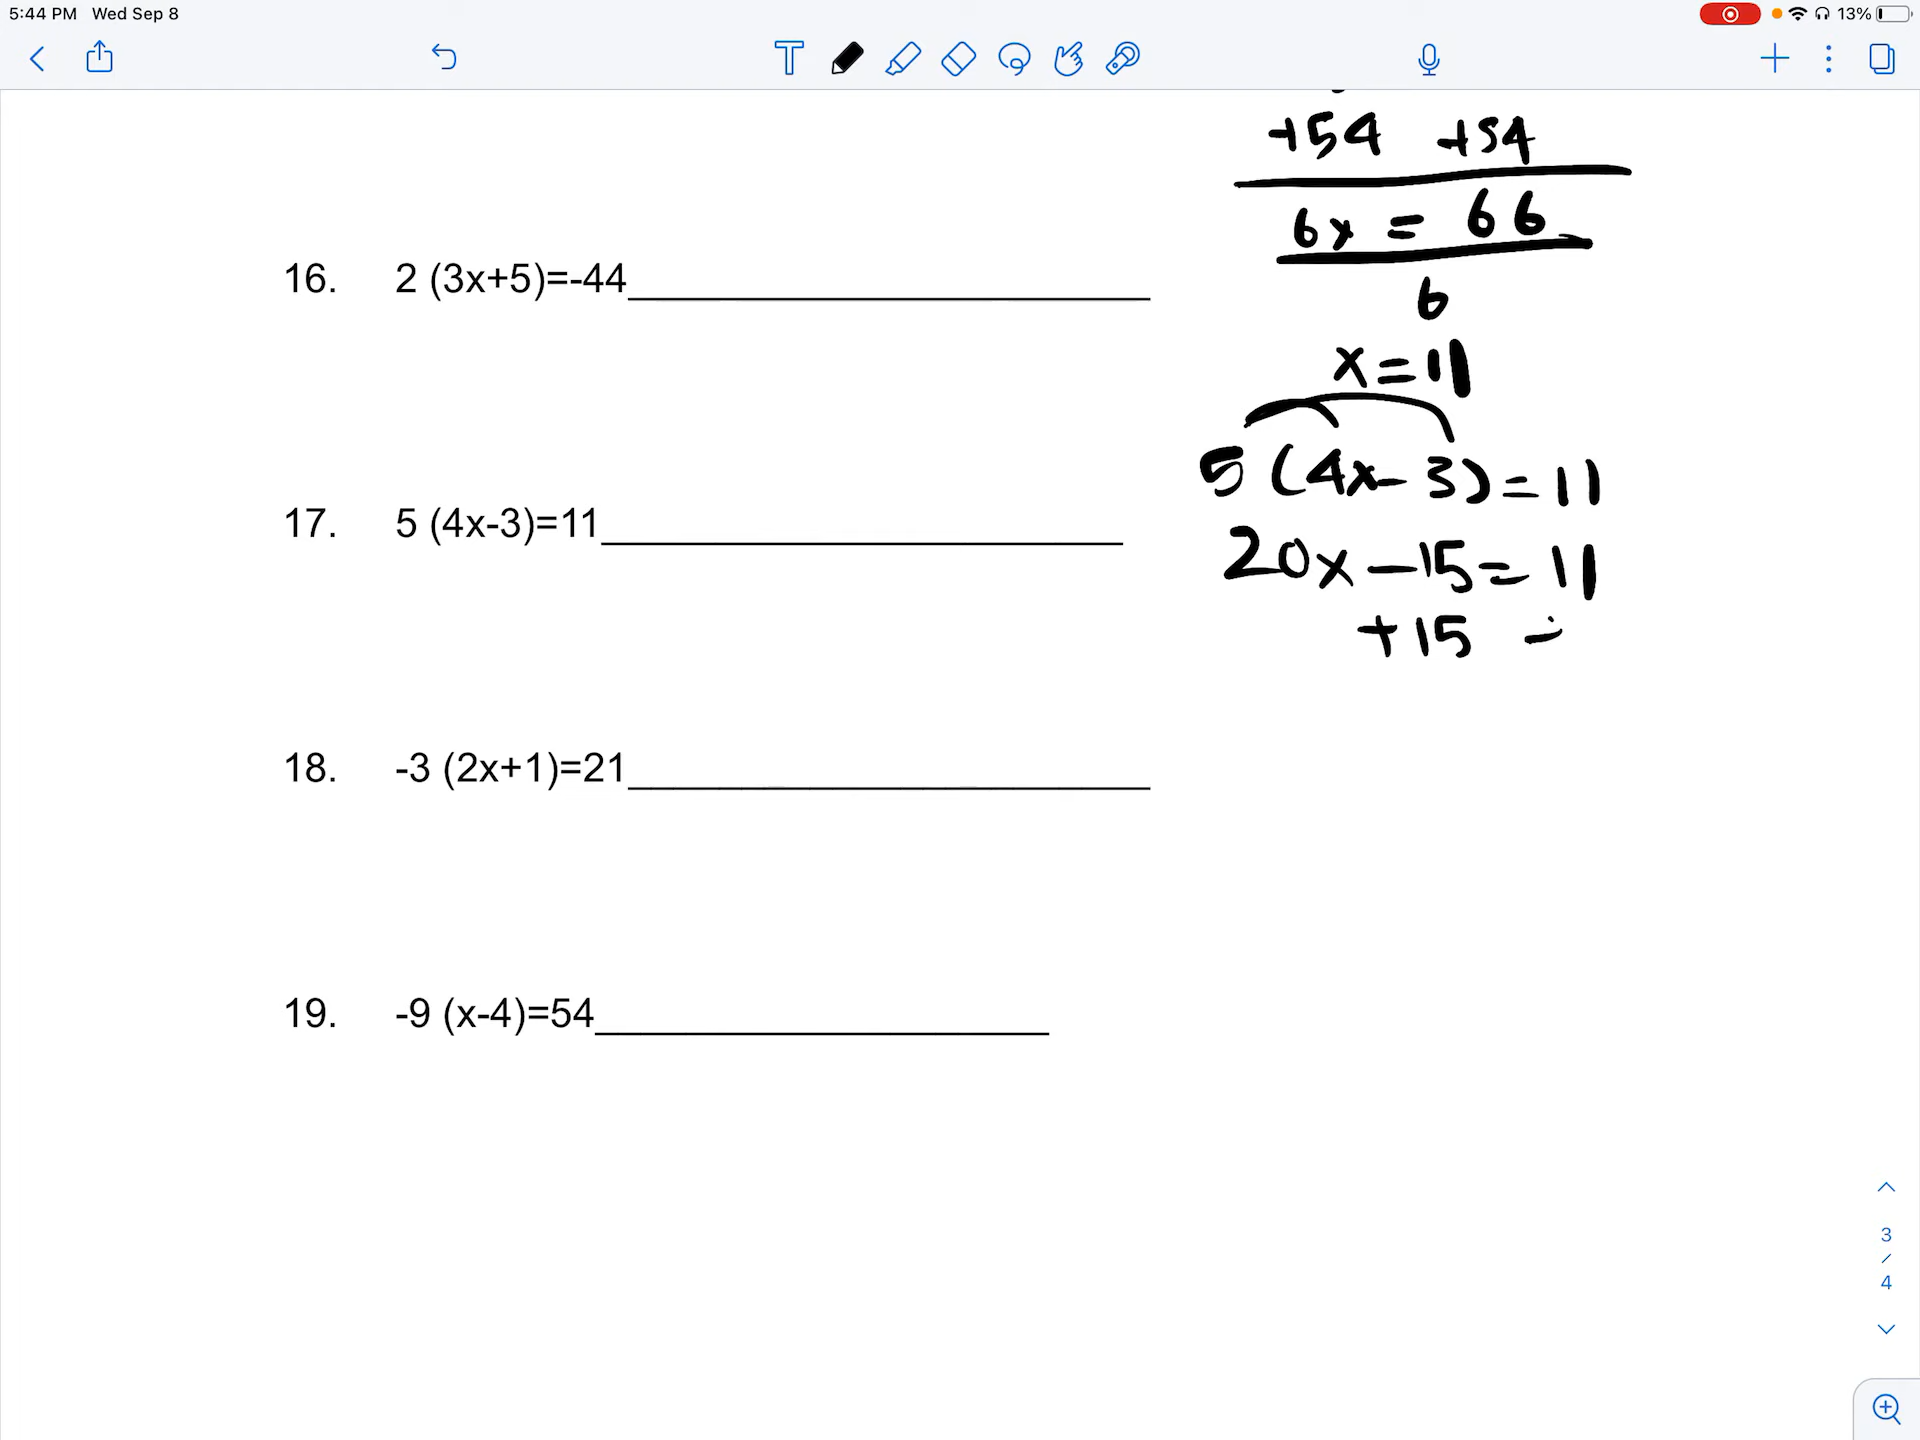 5:44 PM Wed Sep 8
13%
+54 +54
6x = 66
6
x=11
16. 2 (3x+5)=-44
5 (4x-3)=11
17. 5 (4x-3)=11
20x-15=11
+15
18. -3 (2x+1)=21
19. -9 (x-4)=54
3
/
4